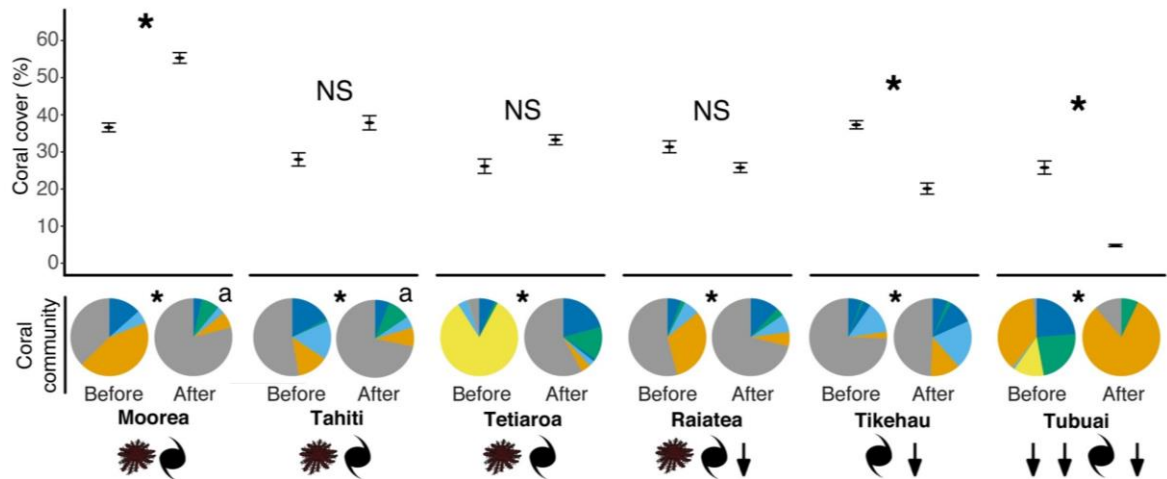 Coral cover (%)
60
50
40
30
20
10
0
*
NS
NS
NS
*
*
Coral
community
* a
* a
*
*
*
*
Before After
Before After
Before After
Before After
Before After
Before After
Moorea
Tahiti
Tetiaroa
Raiatea
Tikehau
Tubuai